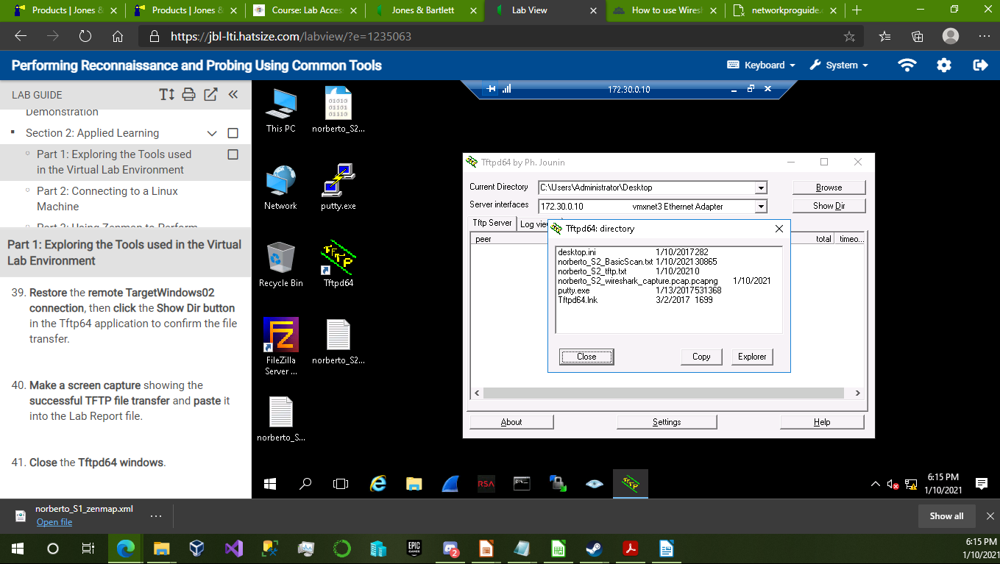 Products | Jones &
Products | Jones &
Course: Lab Acces
Jones & Bartlett
Lab View
How to use Wiresh
networkproguide.
https://jbl-lti.hatsize.com/labview/?e=1235063
Performing Reconnaissance and Probing Using Common Tools
Keyboard
System
LAB GUIDE
Demonstration
Section 2: Applied Learning
Part 1: Exploring the Tools used
in the Virtual Lab Environment
Part 2: Connecting to a Linux
Machine
Part 3: Using Zenmap to Perform
Part 1: Exploring the Tools used in the Virtual
Lab Environment
39. Restore the remote TargetWindows02
connection, then click the Show Dir button
in the Tftp64 application to confirm the file
transfer.
40. Make a screen capture showing the
successful TFTP file transfer and paste it
into the Lab Report file.
41. Close the Tftpd64 windows.
172.30.0.10
This PC
norberto_S2...
Network
putty.exe
Recycle Bin
TFTP
Tftpd64
FZ
FileZilla
Server ...
norberto_S2...
norberto_S...
01010
01101
01110
Tftpd64 by Ph. Jounin
Current Directory
C:\Users\Administrator\Desktop
Browse
Server interfaces
172.30.0.10 vmxnet3 Ethernet Adapter
Show Dir
Tftp Server
Log vie
peer
total
timeo...
Tftpd64: directory
desktop.ini 1/10/2017282
norberto_S2_BasicScan.txt 1/10/202130865
norberto_S2_tftp.txt 1/10/20210
norberto_S2_wireshark_capture.pcap.pcapng 1/10/2021
putty.exe 1/13/2017531368
Tftpd64.lnk 3/2/2017 1699
Close
Copy
Explorer
About
Settings
Help
RSA
6:15 PM
1/10/2021
norberto_S1_zenmap.xml
Open file
Show all
EPIC
GAMES
2
6:15 PM
1/10/2021